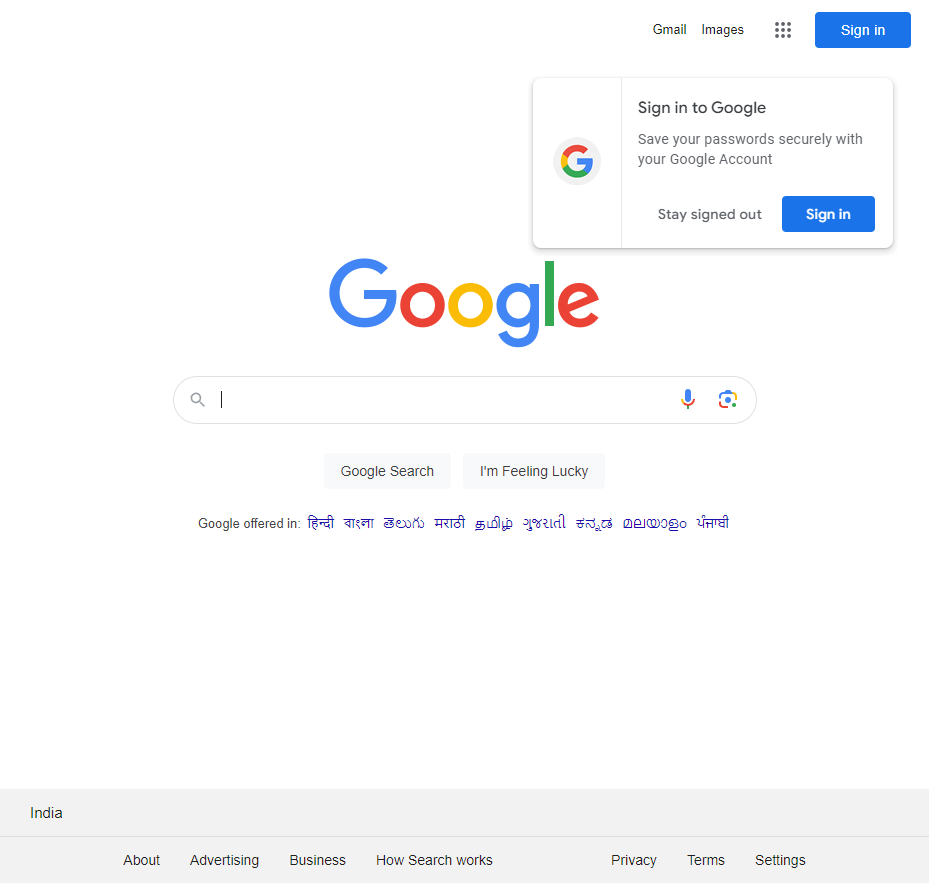 Gmail Images Sign in
Sign in to Google
Save your passwords securely with
your Google Account
Stay signed out Sign in
Google
Google Search I'm Feeling Lucky
Google offered in: हिन्दी বাংলা తెలుగు मराठी தமிழ் ગુજરાતી ಕನ್ನಡ മലയാളം ਪੰਜਾਬੀ
India
About Advertising Business How Search works Privacy Terms Settings